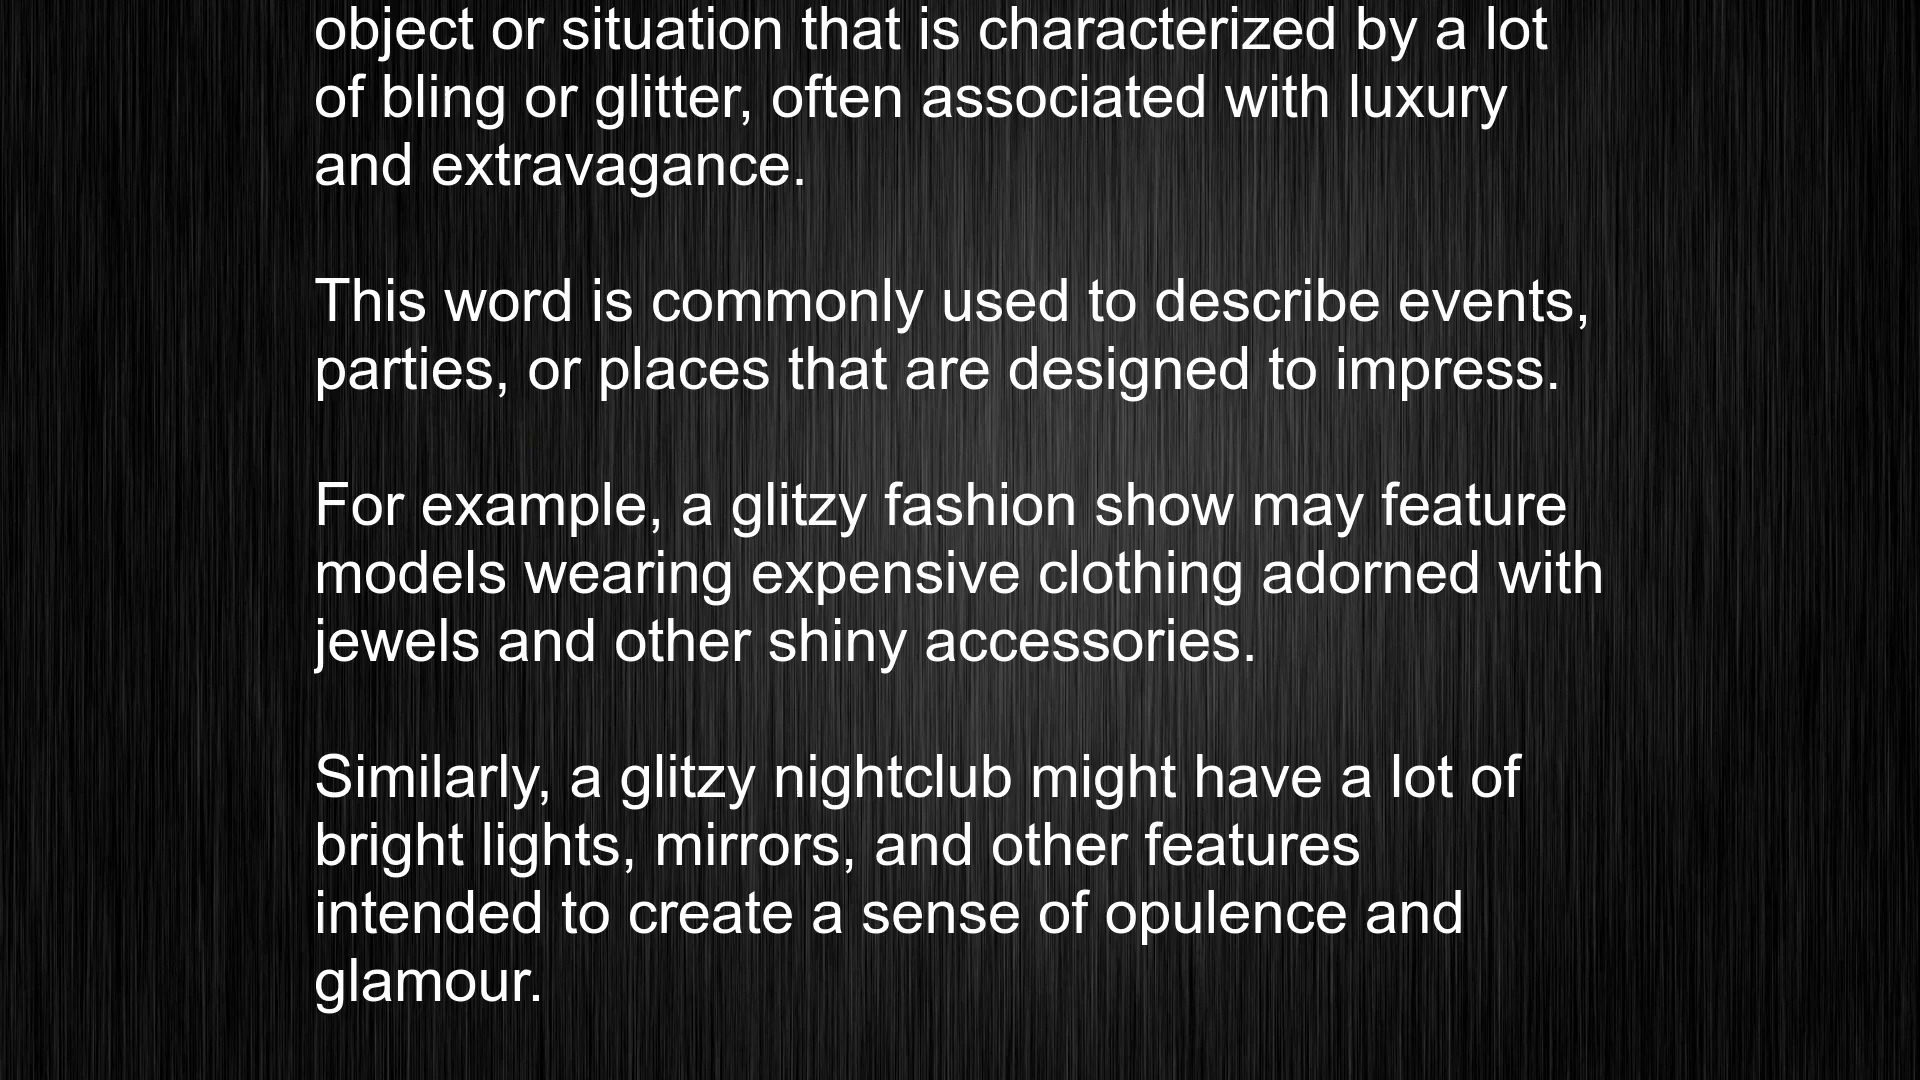 object or situation that is characterized by a lot
of bling or glitter, often associated with luxury
and extravagance.
This word is commonly used to describe events,
parties, or places that are designed to impress.
For example, a glitzy fashion show may feature
models wearing expensive clothing adorned with
jewels and other shiny accessories.
Similarly, a glitzy nightclub might have a lot of
bright lights, mirrors, and other features
intended to create a sense of opulence and
glamour.